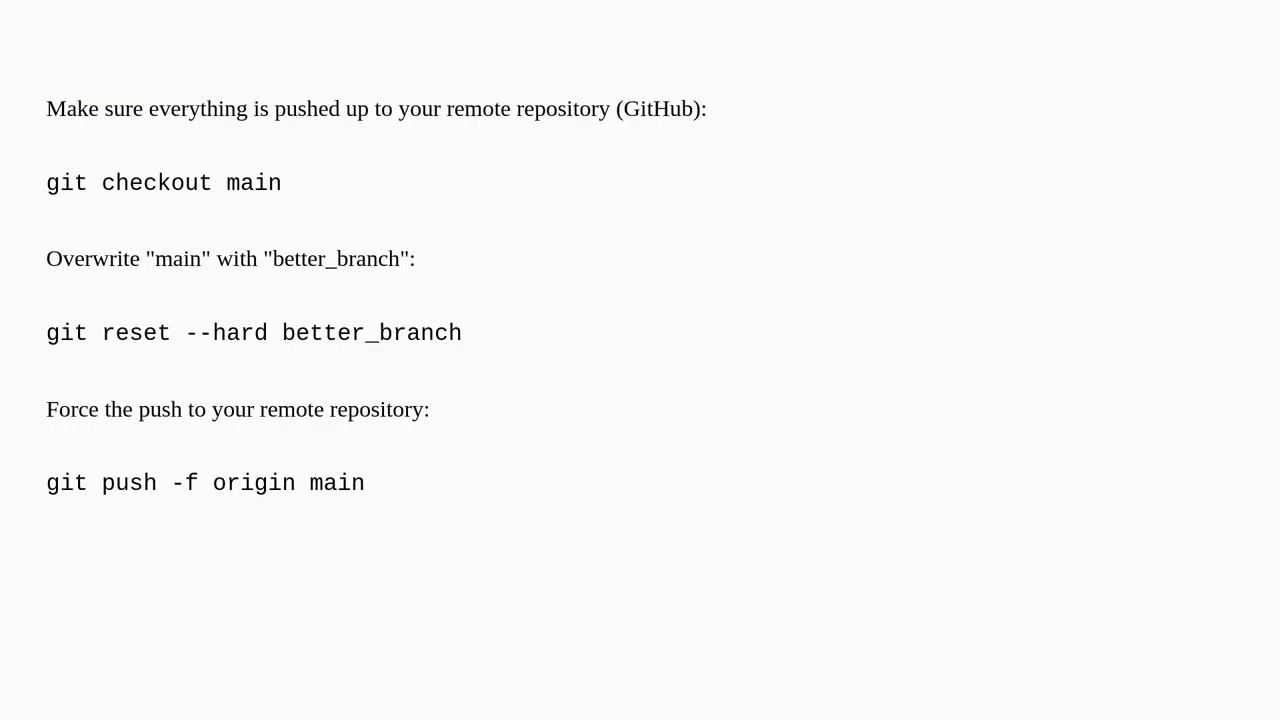 Make sure everything is pushed up to your remote repository (GitHub):
git checkout main
Overwrite "main" with "better_branch":
git reset --hard better_branch
Force the push to your remote repository:
git push -f origin main